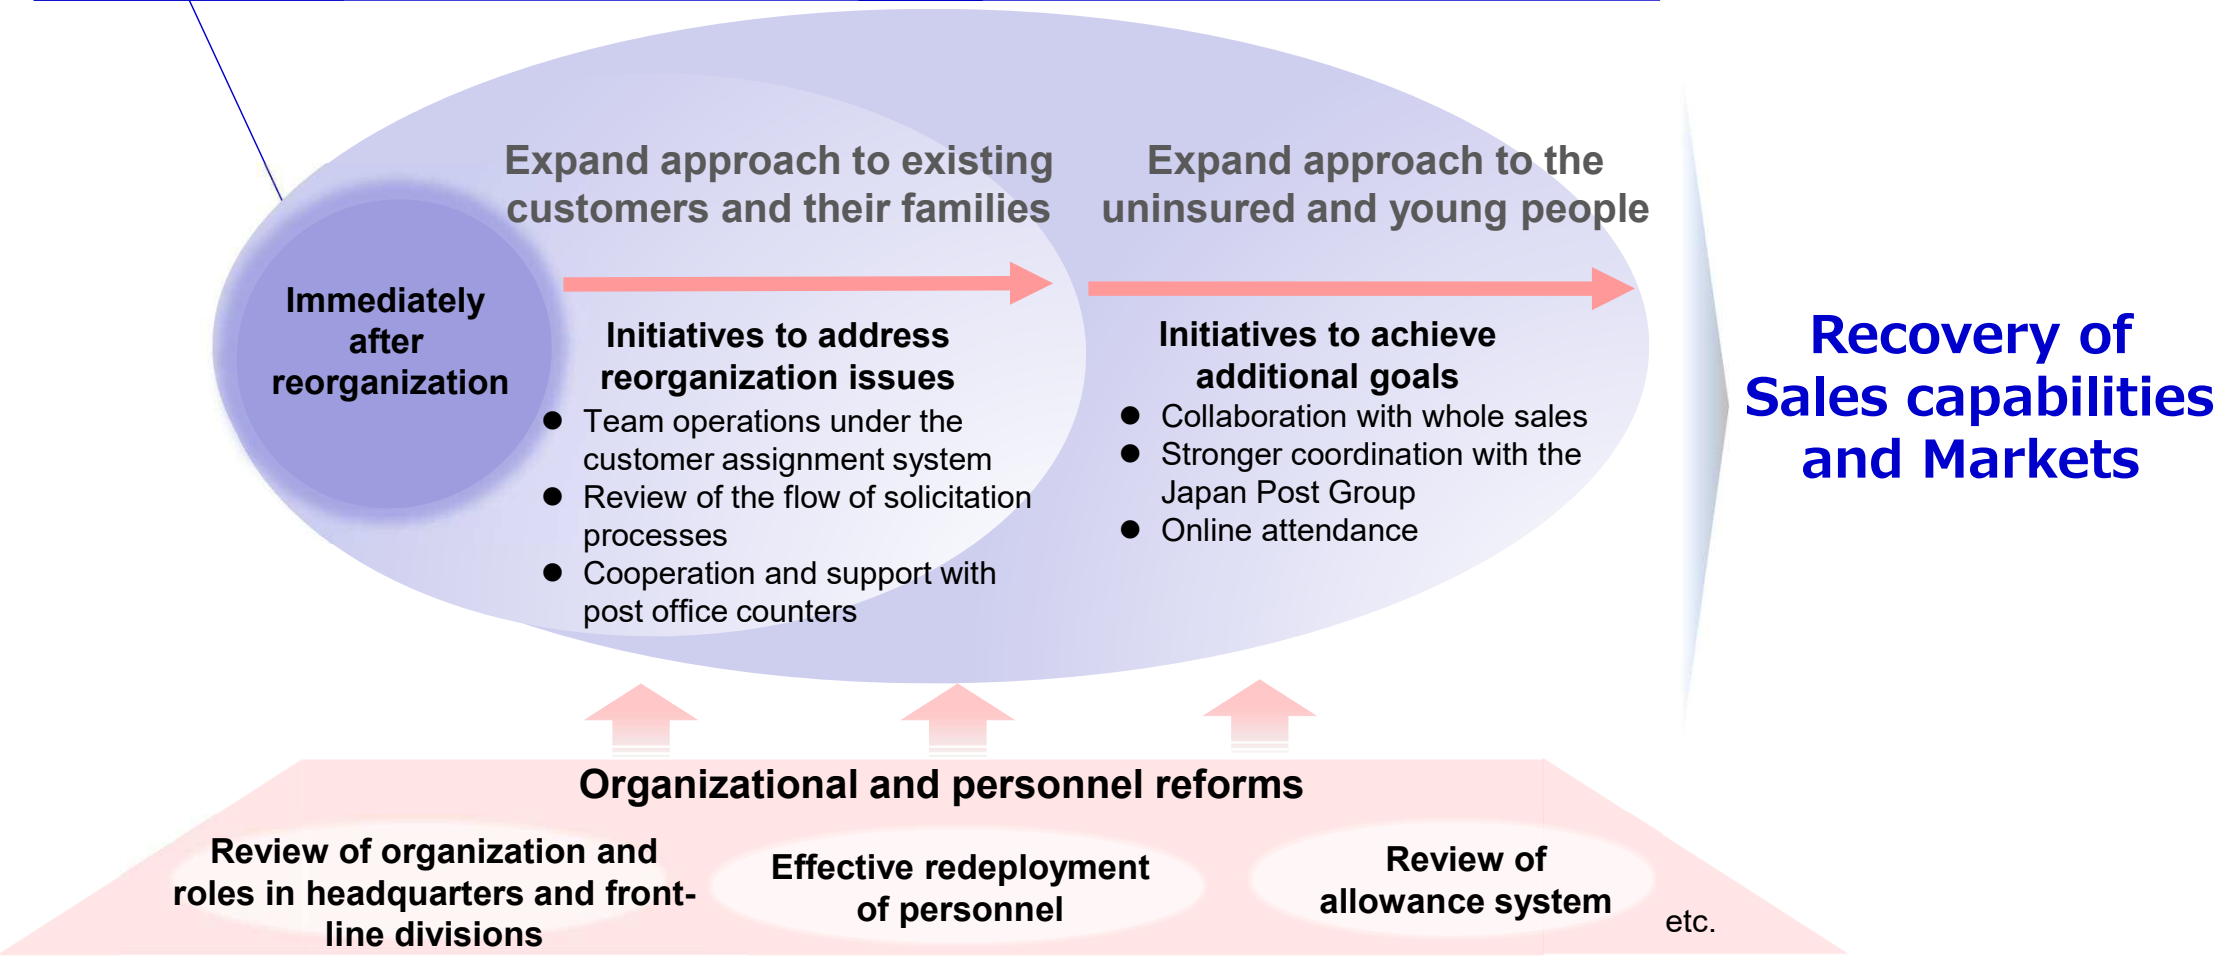 Expand approach to existing
customers and their families
Expand approach to the
uninsured and young people
Immediately
after
reorganization
Initiatives to address
reorganization issues
● Team operations under the
customer assignment system
● Review of the flow of solicitation
processes
● Cooperation and support with
post office counters
Initiatives to achieve
additional goals
● Collaboration with whole sales
● Stronger coordination with the
Japan Post Group
● Online attendance
Recovery of
Sales capabilities
and Markets
Organizational and personnel reforms
Review of organization and
roles in headquarters and front-
line divisions
Effective redeployment
of personnel
Review of
allowance system
etc.